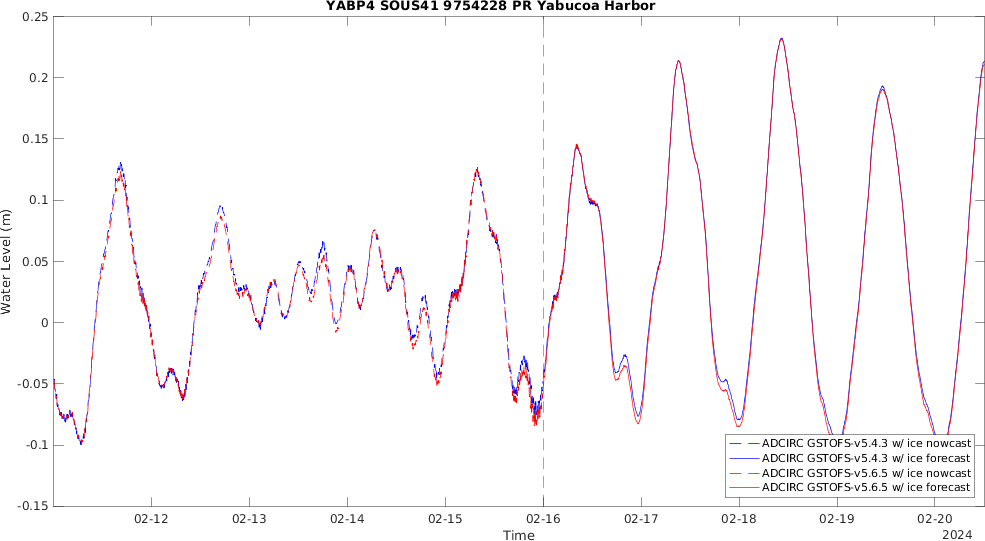 YABP4 SOUS41 9754228 PR Yabucoa Harbor
0.25
0.2
0.15
0.1
0.05
0
-0.05
-0.1
-0.15
Water Level (m)
02-12 02-13 02-14 02-15 02-16 02-17 02-18 02-19 02-20
Time
2024
ADCIRC GSTOFS-v5.4.3 w/ ice nowcast
ADCIRC GSTOFS-v5.4.3 w/ ice forecast
ADCIRC GSTOFS-v5.6.5 w/ ice nowcast
ADCIRC GSTOFS-v5.6.5 w/ ice forecast